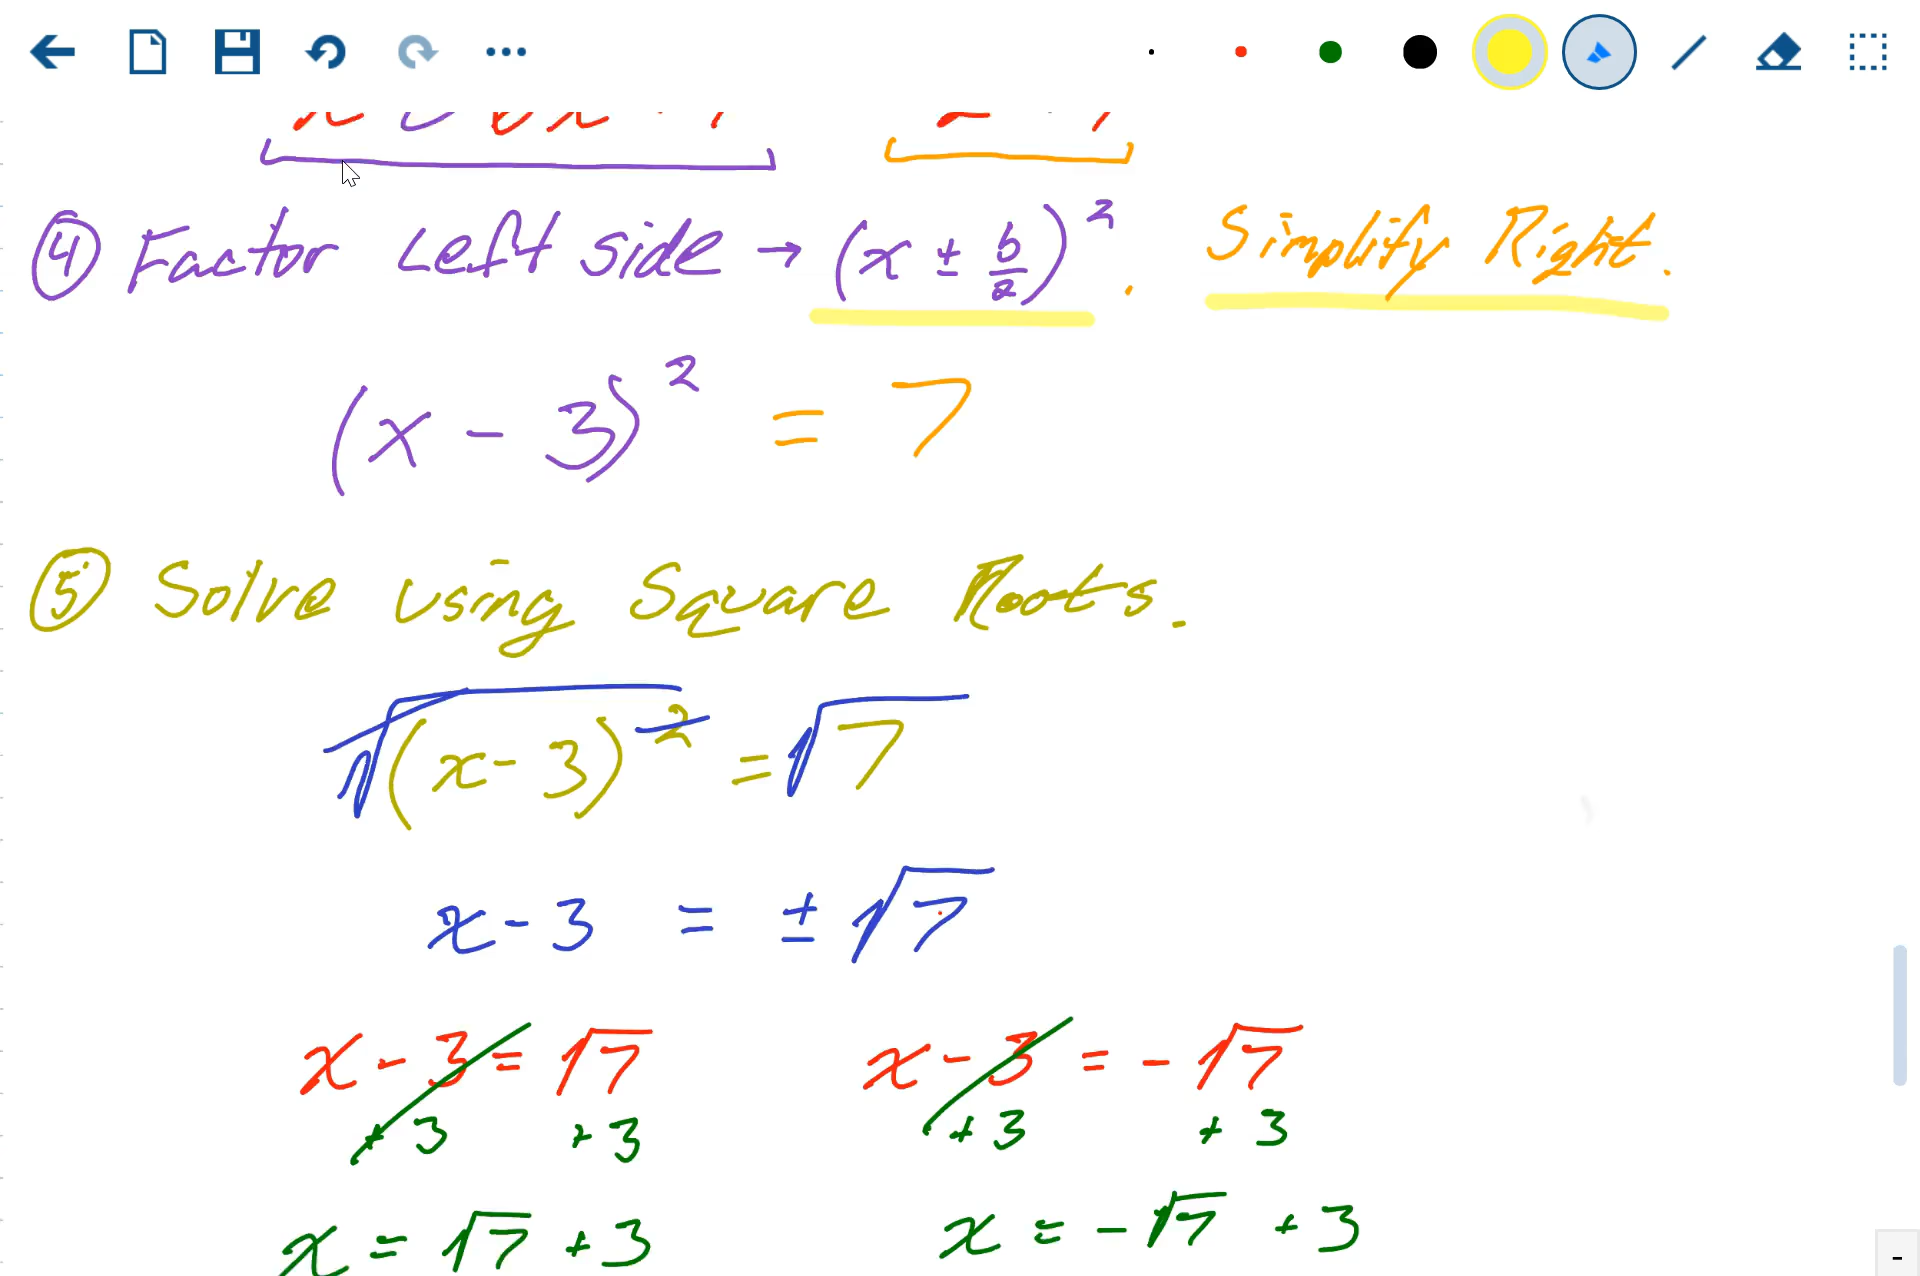 ④ Factor Left side → (x ± b/2)². Simplify Right.
(x - 3)² = 7
⑤ Solve using Square Roots.
√(x - 3)² = √7
x - 3 = ± √7
x - 3 = √7 x - 3 = - √7
+ 3 + 3 + 3 + 3
x = √7 + 3 x = - √7 + 3